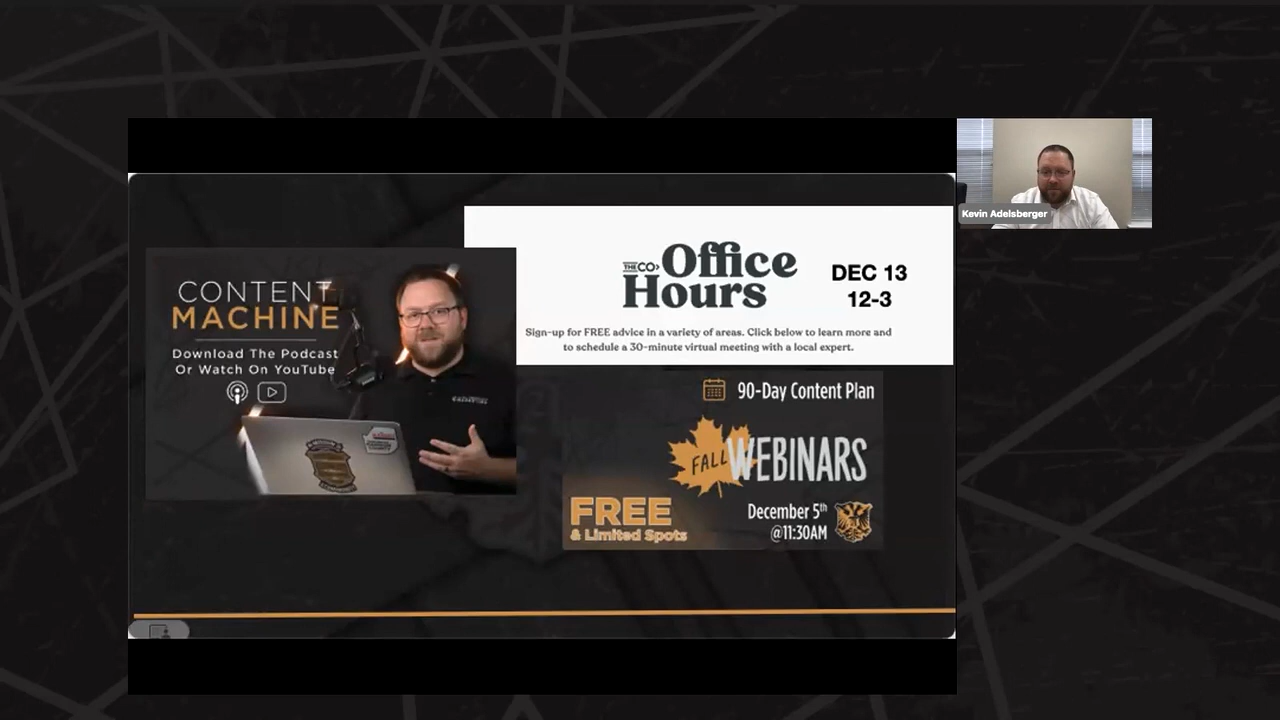 CONTENT
MACHINE
Download The Podcast
Or Watch On YouTube
THE CO Office
Hours
DEC 13
12-3
Sign-up for FREE advice in a variety of areas. Click below to learn more and
to schedule a 30-minute virtual meeting with a local expert.
90-Day Content Plan
FALL WEBINARS
FREE
& Limited Spots
December 5th
@11:30AM
Kevin Adelsberger